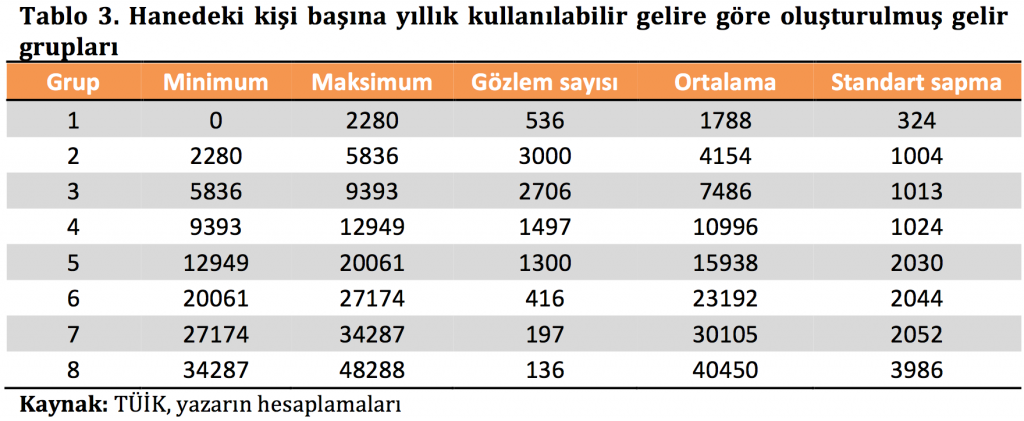 Tablo 3. Hanedeki kişi başına yıllık kullanılabilir gelire göre oluşturulmuş gelir
grupları
Grup Minimum Maksimum Gözlem sayısı Ortalama Standart sapma
1 0 2280 536 1788 324
2 2280 5836 3000 4154 1004
3 5836 9393 2706 7486 1013
4 9393 12949 1497 10996 1024
5 12949 20061 1300 15938 2030
6 20061 27174 416 23192 2044
7 27174 34287 197 30105 2052
8 34287 48288 136 40450 3986
Kaynak: TÜİK, yazarın hesaplamaları